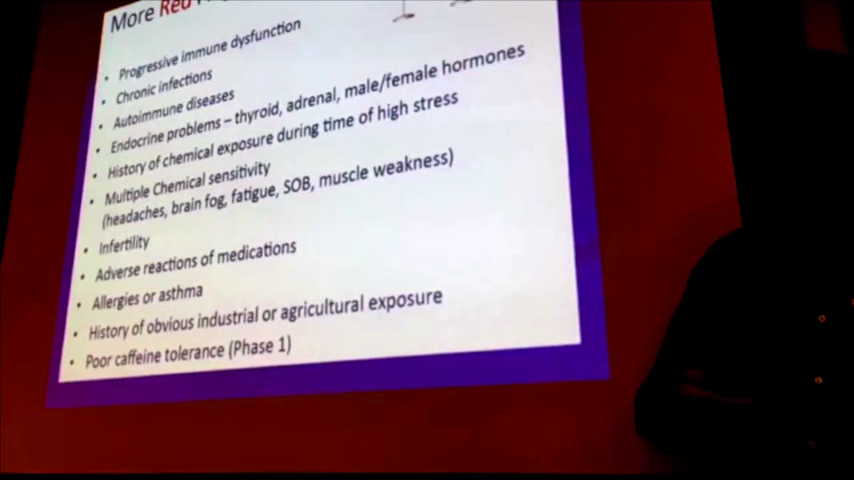 More Red
• Progressive immune dysfunction
• Chronic infections
• Autoimmune diseases
• Endocrine problems – thyroid, adrenal, male/female hormones
• History of chemical exposure during time of high stress
• Multiple Chemical sensitivity
(headaches, brain fog, fatigue, SOB, muscle weakness)
• Infertility
• Adverse reactions of medications
• Allergies or asthma
• History of obvious industrial or agricultural exposure
• Poor caffeine tolerance (Phase 1)